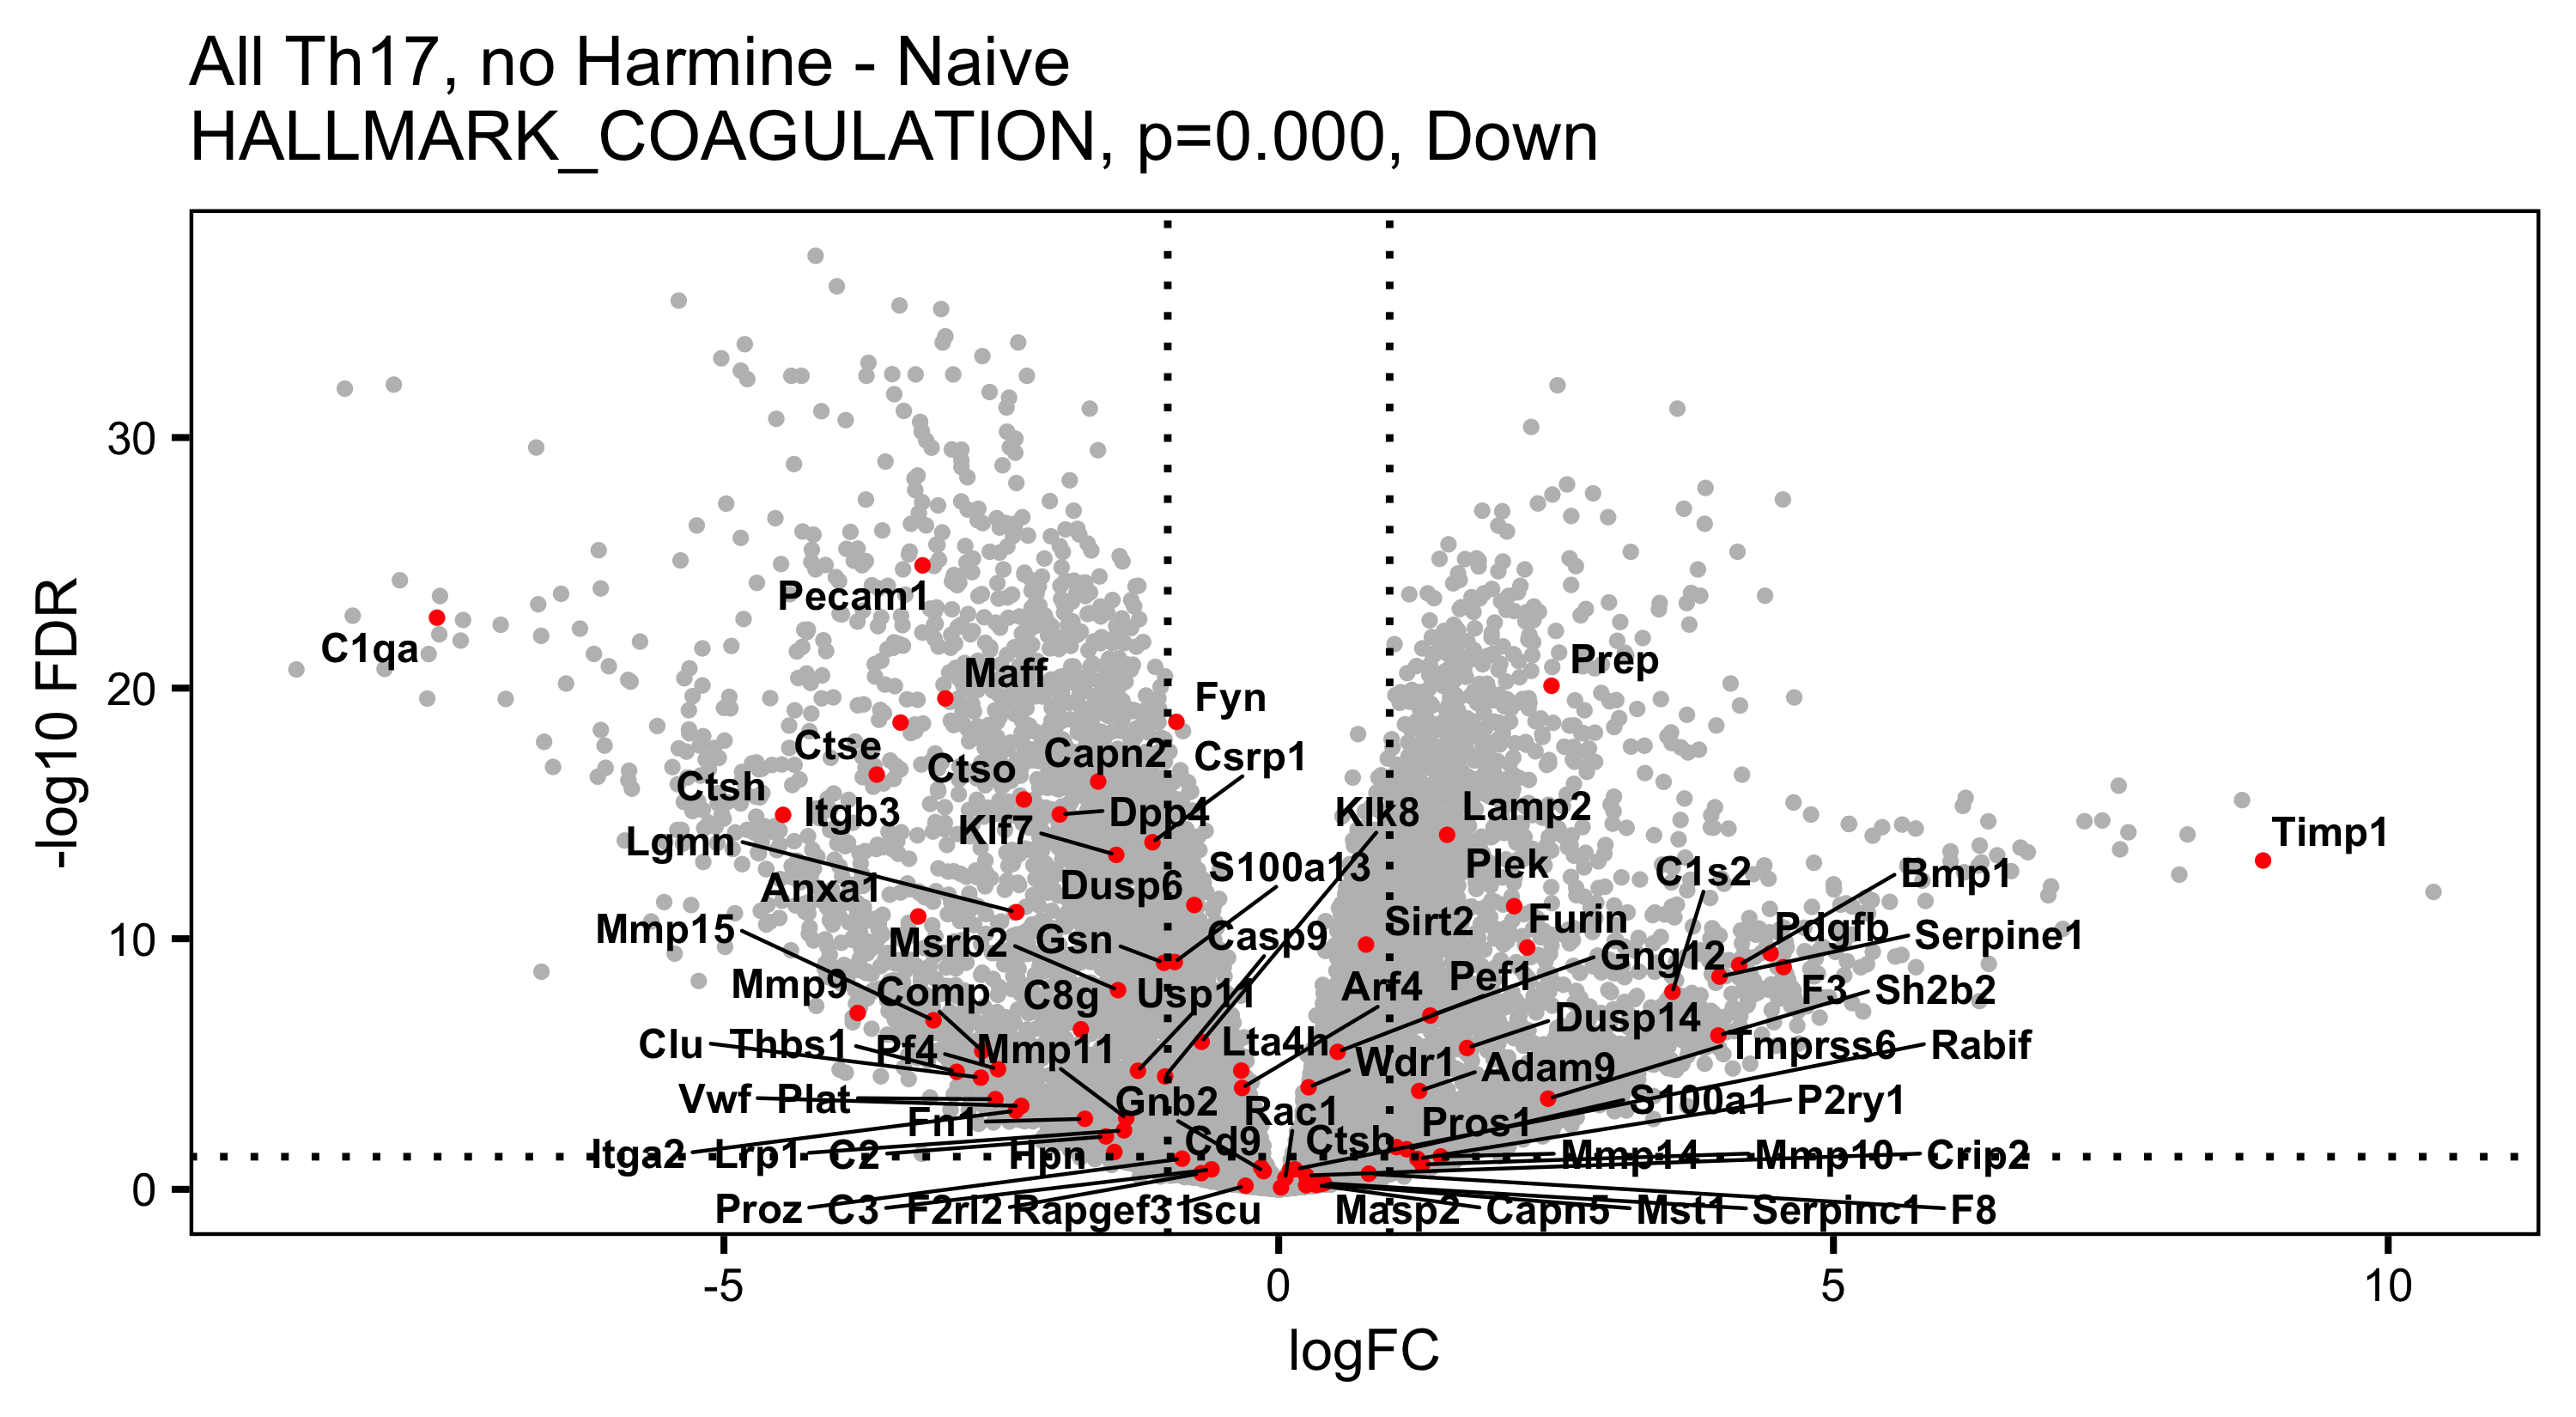 All Th17, no Harmine - Naive
HALLMARK_COAGULATION, p=0.000, Down
-log10 FDR
30
20
10
0
Pecam1
C1qa
Maff
Prep
Fyn
Ctse
Capn2
Csrp1
Ctso
Ctsh
Itgb3
Dpp4
Klk8
Lamp2
Klf7
Timp1
Lgmn
S100a13
Plek
C1s2
Bmp1
Anxa1
Dusp6
Mmp15
Msrb2
Gsn
Casp9
Sirt2
Furin
Pdgfb
Serpine1
Gng12
Mmp9
Comp
C8g
Usp11
Arf4
Pef1
F3
Sh2b2
Dusp14
Clu
Thbs1
Pf4
Mmp11
Lta4h
Wdr1
Adam9
Tmprss6
Rabif
Vwf
Plat
Fn1
Gnb2
Rac1
Pros1
S100a1
P2ry1
Itga2
Lrp1
C2
Hpn
Cd9
Ctsb
Mmp14
Mmp10
Crip2
Proz
C3
F2rl2
Rapgef3
Iscu
Masp2
Capn5
Mst1
Serpinc1
F8
-5
0
5
10
logFC